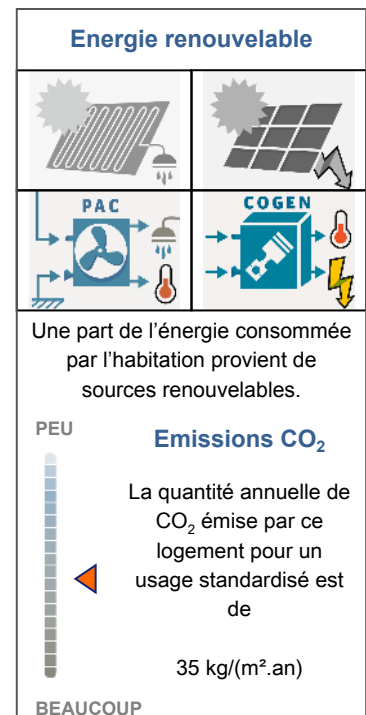 Energie renouvelable
PAC
COGEN
Une part de l'énergie consommée
par l'habitation provient de
sources renouvelables.
PEU
Emissions CO₂
La quantité annuelle de
CO₂ émise par ce
logement pour un
usage standardisé est
de
35 kg/(m².an)
BEAUCOUP